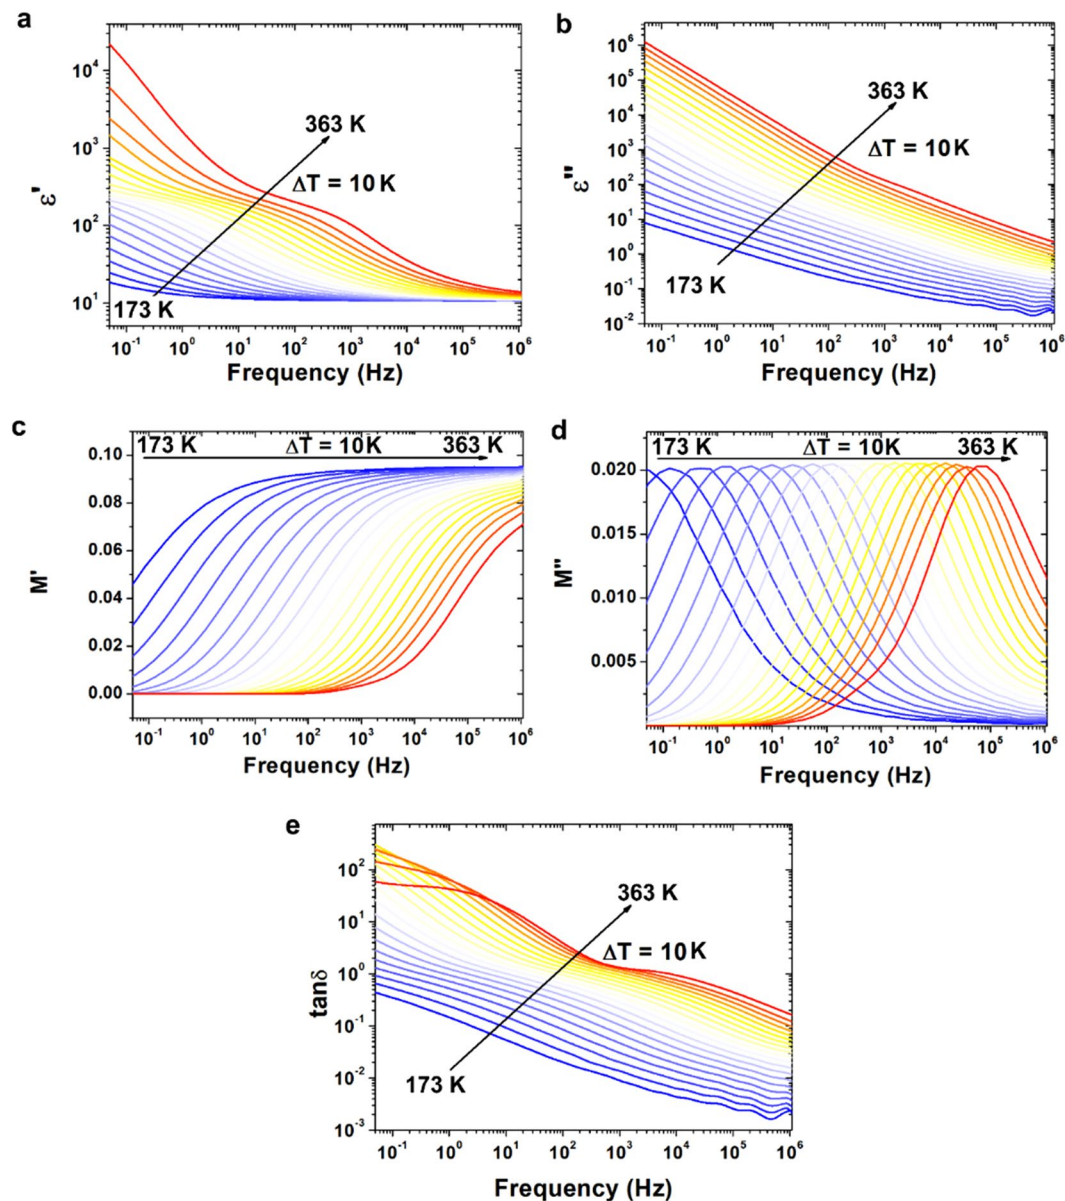 a
10⁴
10³
10²
10¹
ε'
363 K
ΔT = 10 K
173 K
10⁻¹ 10⁰ 10¹ 10² 10³ 10⁴ 10⁵ 10⁶
Frequency (Hz)
b
10⁶
10⁵
10⁴
10³
10²
10¹
10⁰
10⁻¹
10⁻²
ε"
363 K
ΔT = 10K
173 K
10⁻¹ 10⁰ 10¹ 10² 10³ 10⁴ 10⁵ 10⁶
Frequency (Hz)
c
173 K ΔT = 10K 363 K
0.10
0.08
0.06
0.04
0.02
0.00
M'
10⁻¹ 10⁰ 10¹ 10² 10³ 10⁴ 10⁵ 10⁶
Frequency (Hz)
d
173 K ΔT = 10K 363 K
0.020
0.015
0.010
0.005
M"
10⁻¹ 10⁰ 10¹ 10² 10³ 10⁴ 10⁵ 10⁶
Frequency (Hz)
e
10²
10¹
10⁰
10⁻¹
10⁻²
10⁻³
tanδ
363 K
ΔT = 10K
173 K
10⁻¹ 10⁰ 10¹ 10² 10³ 10⁴ 10⁵ 10⁶
Frequency (Hz)